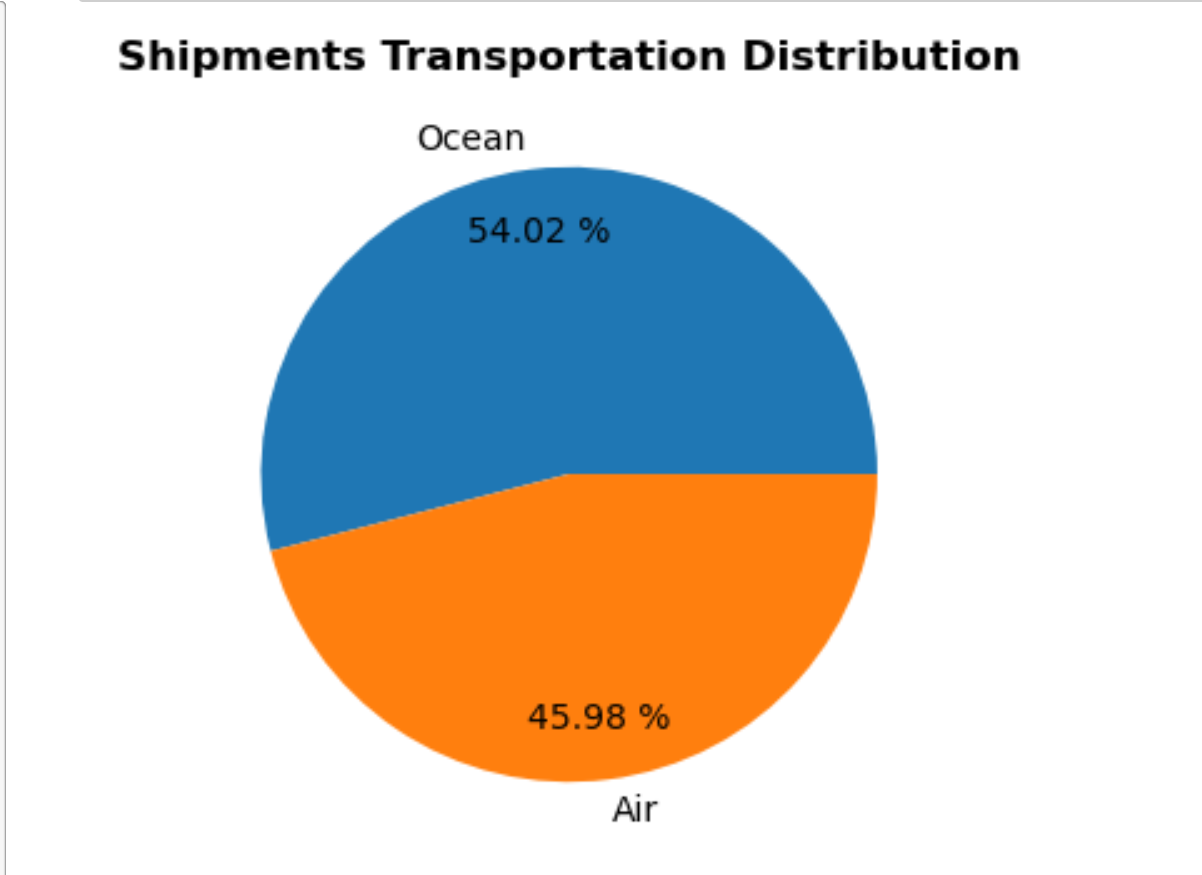 Shipments Transportation Distribution
Ocean
54.02 %
45.98 %
Air